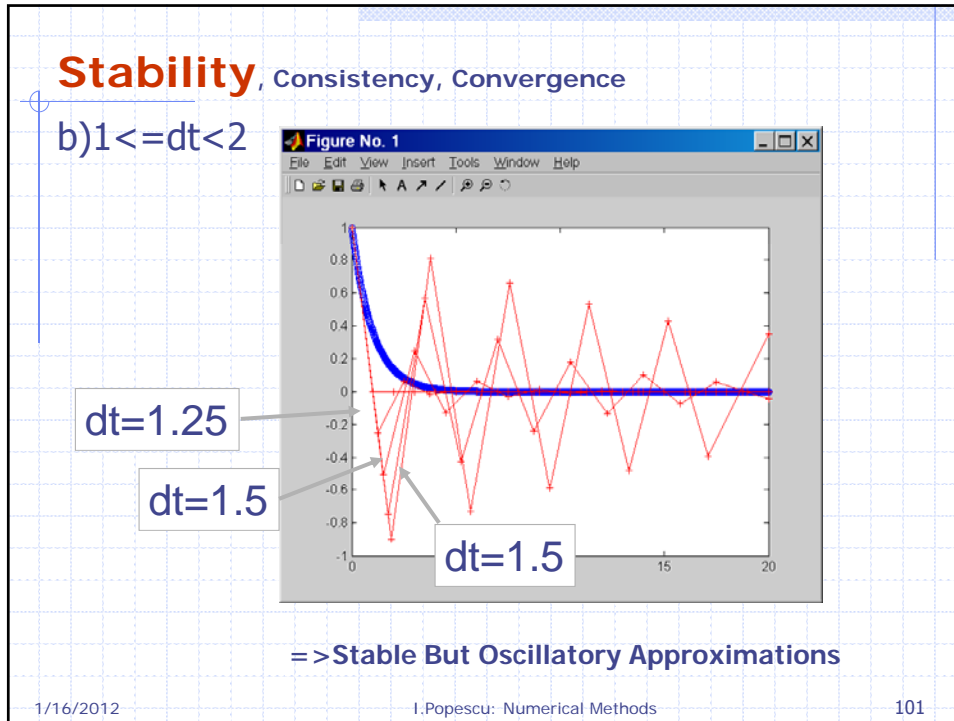 Stability, Consistency, Convergence
b)1<=dt<2
Figure No. 1
File Edit View Insert Tools Window Help
A
1
0.8
0.6
0.4
0.2
0
-0.2
-0.4
-0.6
-0.8
-1
0
15
20
dt=1.25
dt=1.5
dt=1.5
=>Stable But Oscillatory Approximations
1/16/2012 I.Popescu: Numerical Methods 101